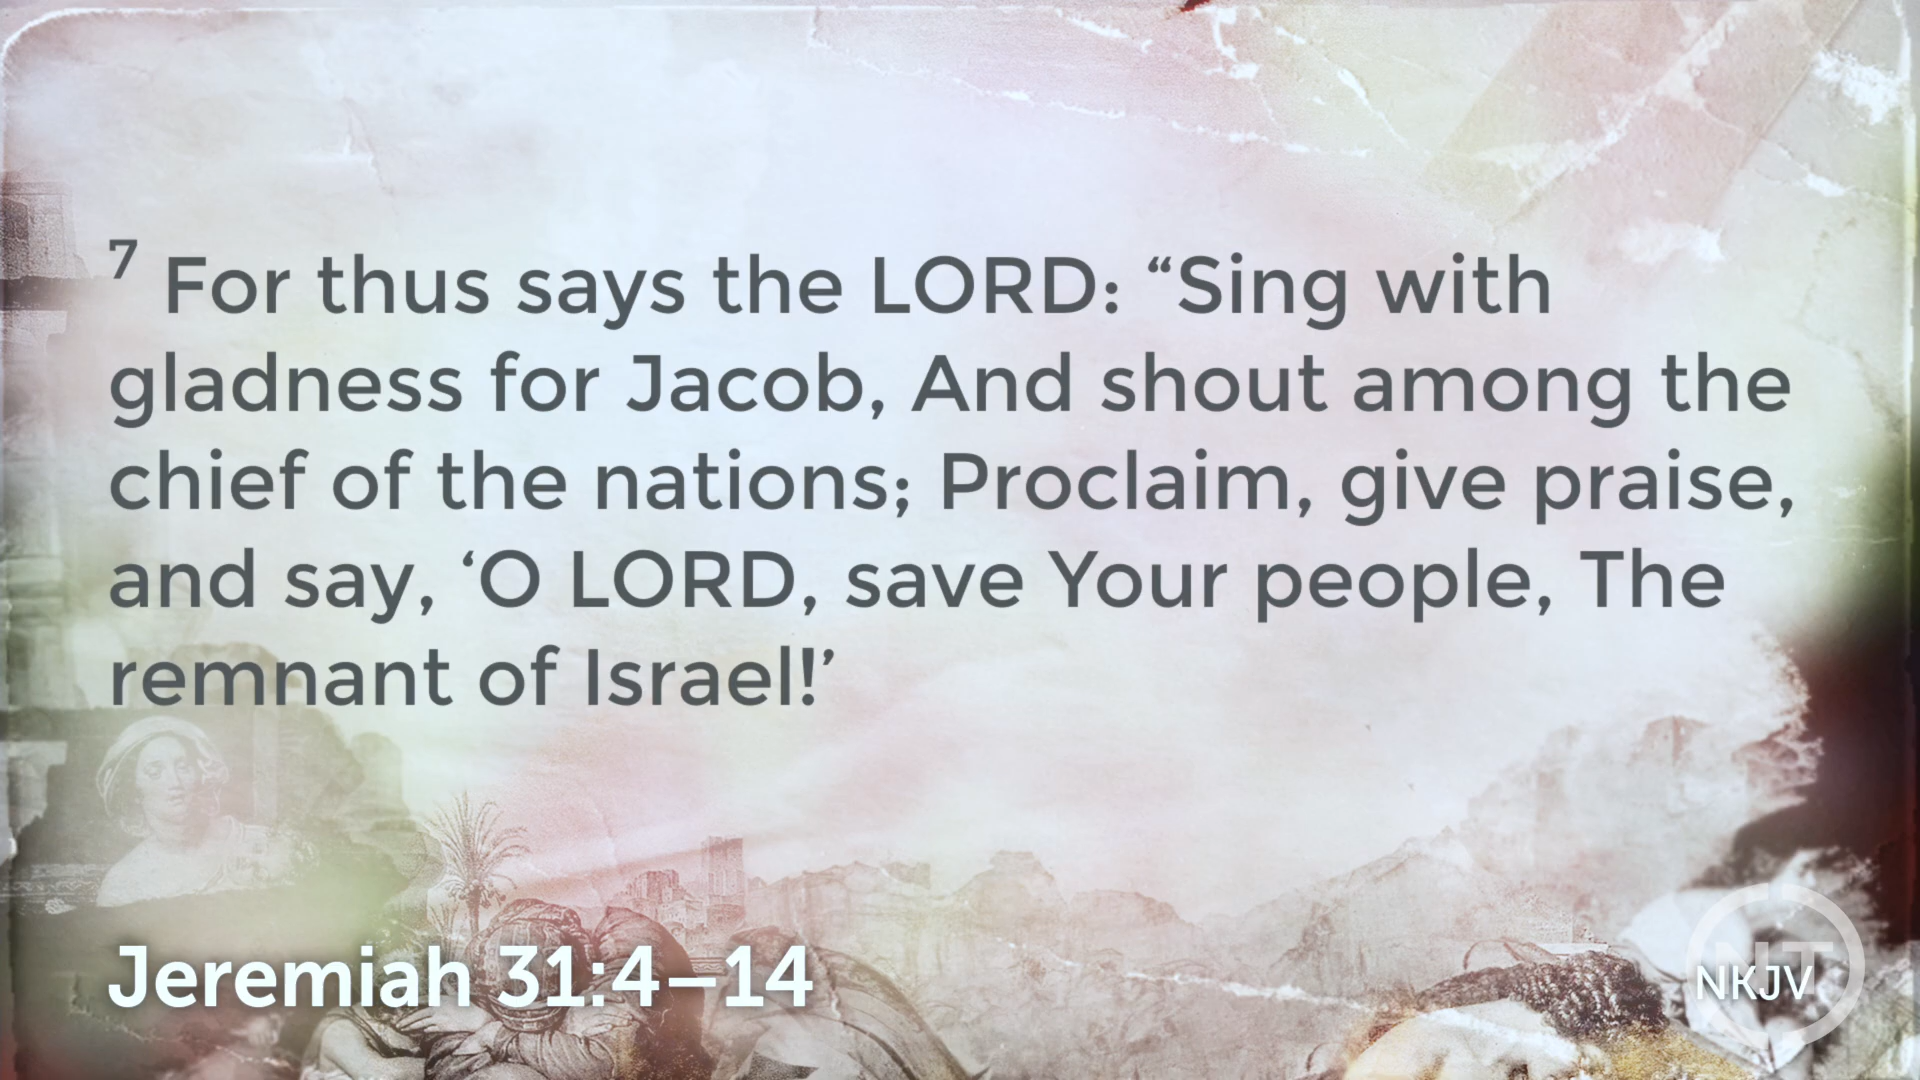 7 For thus says the LORD: “Sing with
gladness for Jacob, And shout among the
chief of the nations; Proclaim, give praise,
and say, ‘O LORD, save Your people, The
remnant of Israel!’
Jeremiah 31:4–14
NT
NKJV